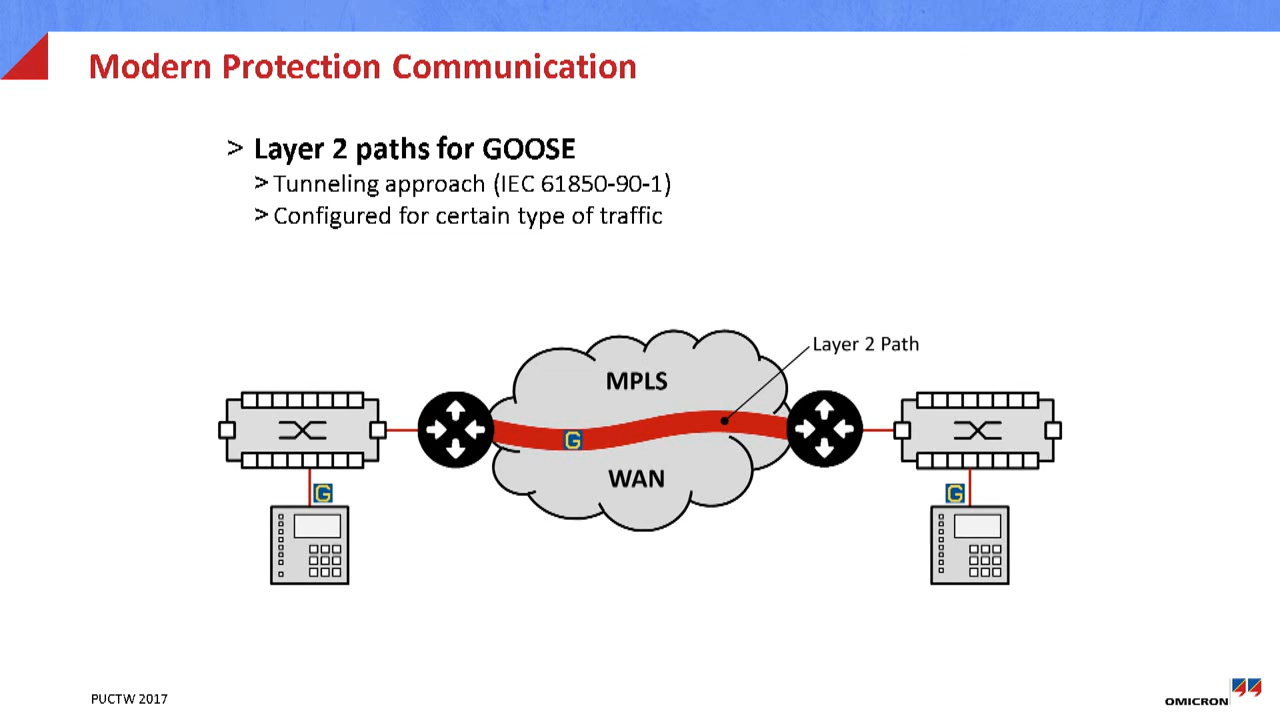 Modern Protection Communication
> Layer 2 paths for GOOSE
> Tunneling approach (IEC 61850-90-1)
> Configured for certain type of traffic
Layer 2 Path
MPLS
G
WAN
G
G
PUCTW 2017
OMICRON